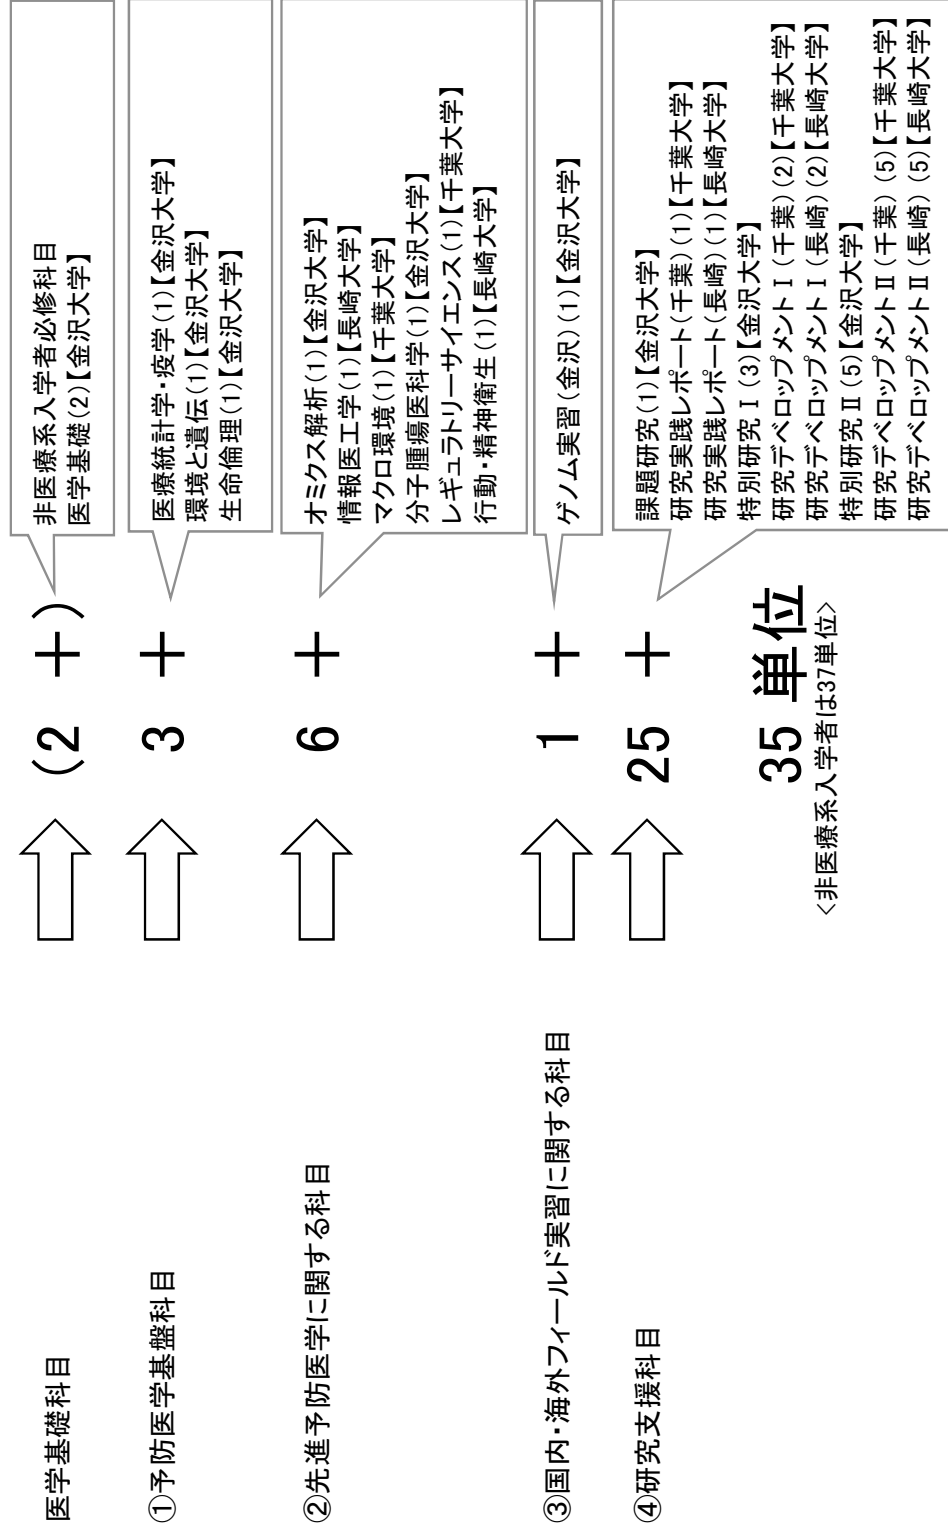 医学基礎科目
(2 ＋)
非医療系入学者必修科目
医学基礎(2)【金沢大学】
①予防医学基盤科目
3 ＋
医療統計学・疫学(1)【金沢大学】
環境と遺伝(1)【金沢大学】
生命倫理(1)【金沢大学】
②先進予防医学に関する科目
6 ＋
オミクス解析(1)【金沢大学】
情報医工学(1)【長崎大学】
マクロ環境(1)【千葉大学】
分子腫瘍医科学(1)【金沢大学】
レギュラトリーサイエンス(1)【千葉大学】
行動・精神衛生(1)【長崎大学】
③国内・海外フィールド実習に関する科目
1 ＋
ゲノム実習(金沢)(1)【金沢大学】
④研究支援科目
25 ＋
課題研究(1)【金沢大学】
研究実践レポート(千葉)(1)【千葉大学】
研究実践レポート(長崎)(1)【長崎大学】
特別研究Ⅰ(3)【金沢大学】
研究デベロップメントⅠ(千葉)(2)【千葉大学】
研究デベロップメントⅠ(長崎)(2)【長崎大学】
特別研究Ⅱ(5)【金沢大学】
研究デベロップメントⅡ(千葉)(5)【千葉大学】
研究デベロップメントⅡ(長崎)(5)【長崎大学】
35 単位
<非医療系入学者は37単位>